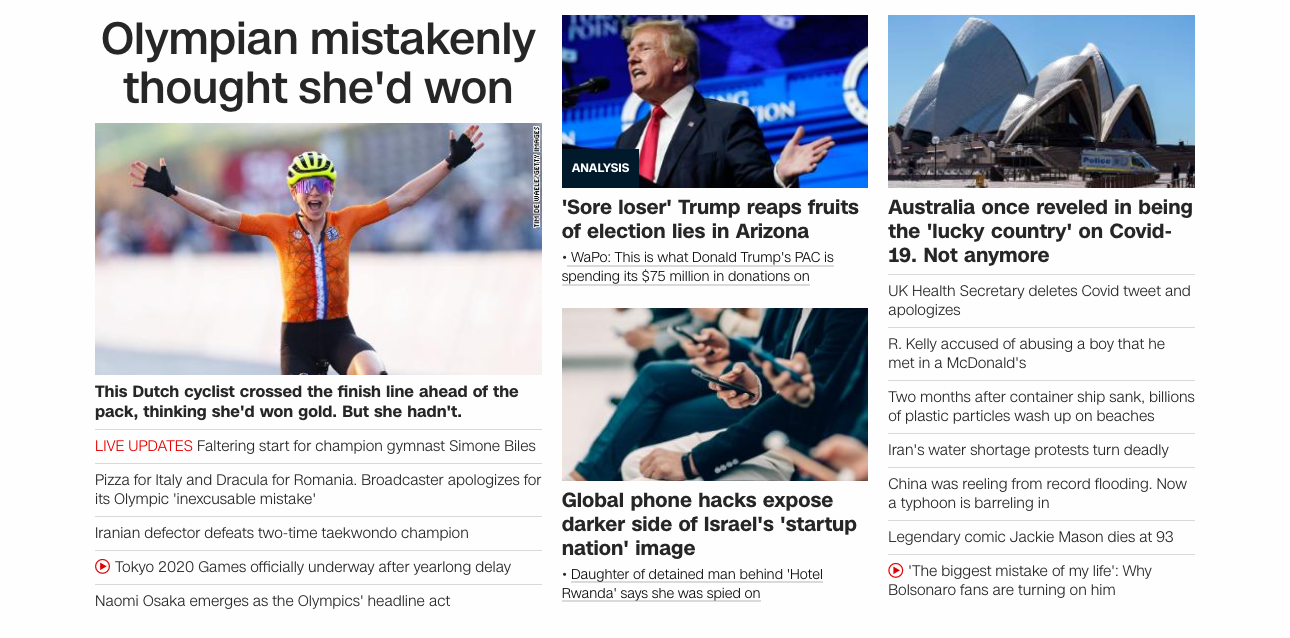 Olympian mistakenly
thought she'd won
TIM DE WAELE/GETTY IMAGES
This Dutch cyclist crossed the finish line ahead of the
pack, thinking she'd won gold. But she hadn't.
LIVE UPDATES Faltering start for champion gymnast Simone Biles
Pizza for Italy and Dracula for Romania. Broadcaster apologizes for
its Olympic 'inexcusable mistake'
Iranian defector defeats two-time taekwondo champion
Tokyo 2020 Games officially underway after yearlong delay
Naomi Osaka emerges as the Olympics' headline act
POINT
ACTION
ANALYSIS
'Sore loser' Trump reaps fruits
of election lies in Arizona
• WaPo: This is what Donald Trump's PAC is
spending its $75 million in donations on
Global phone hacks expose
darker side of Israel's 'startup
nation' image
• Daughter of detained man behind 'Hotel
Rwanda' says she was spied on
Police
Australia once reveled in being
the 'lucky country' on Covid-
19. Not anymore
UK Health Secretary deletes Covid tweet and
apologizes
R. Kelly accused of abusing a boy that he
met in a McDonald's
Two months after container ship sank, billions
of plastic particles wash up on beaches
Iran's water shortage protests turn deadly
China was reeling from record flooding. Now
a typhoon is barreling in
Legendary comic Jackie Mason dies at 93
'The biggest mistake of my life': Why
Bolsonaro fans are turning on him